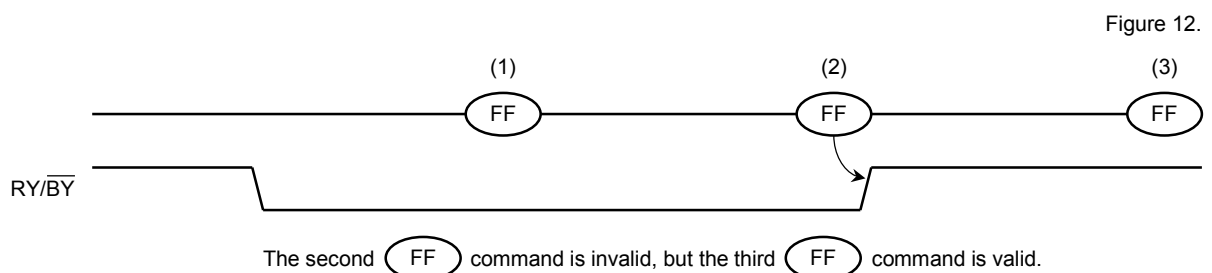 Figure 12.
(1) (2) (3)
FF FF FF
RY/B̅Y̅
The second FF command is invalid, but the third FF command is valid.